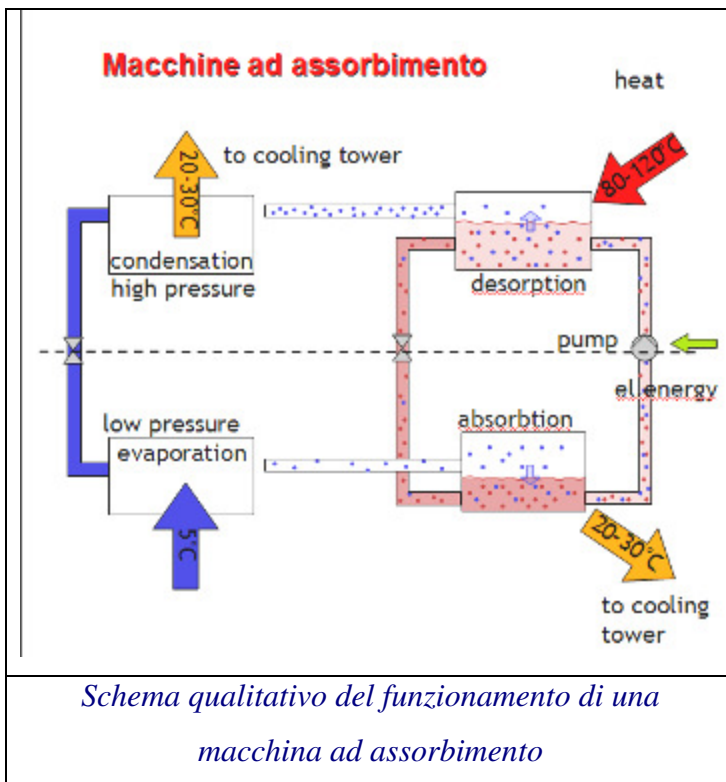 Macchine ad assorbimento
heat
20-30°C
to cooling tower
80-120°C
condensation
high pressure
desorption
pump
el.energy
low pressure
evaporation
absorbtion
5°C
20-30°C
to cooling
tower
Schema qualitativo del funzionamento di una
macchina ad assorbimento